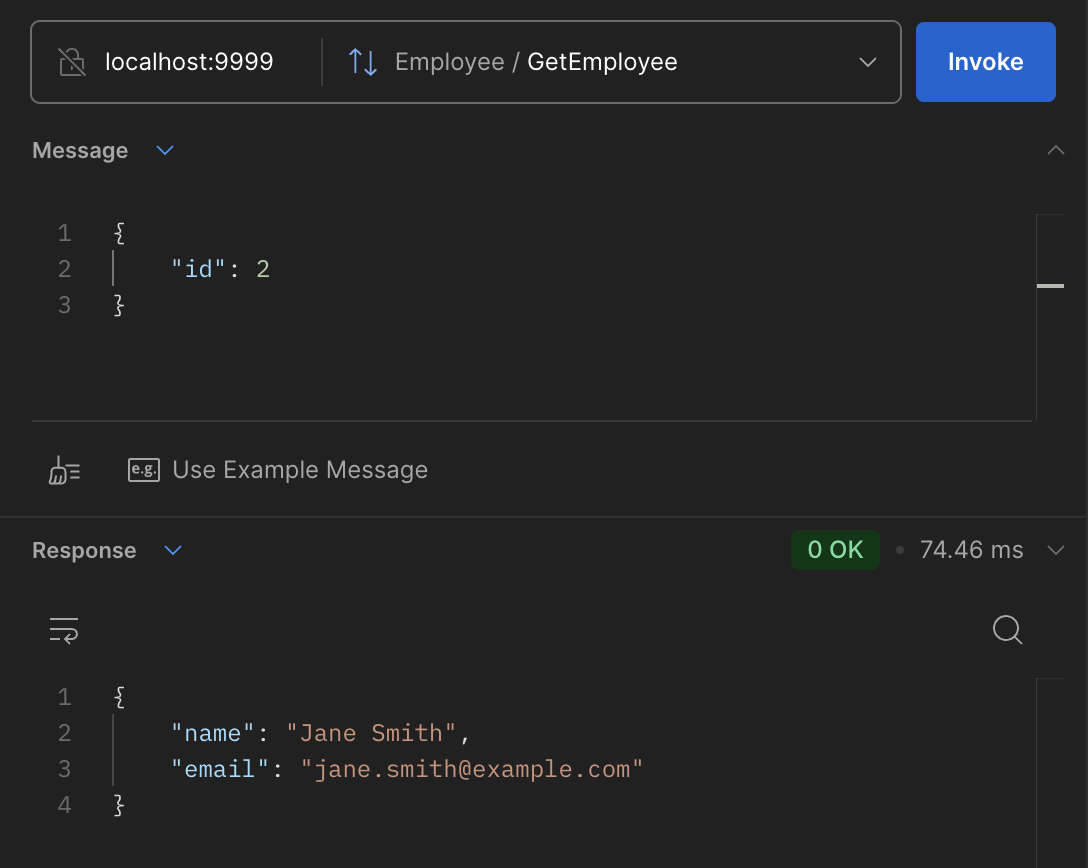 localhost:9999 Employee / GetEmployee Invoke
Message
1 {
2 "id": 2
3 }
e.g. Use Example Message
Response 0 OK • 74.46 ms
1 {
2 "name": "Jane Smith",
3 "email": "jane.smith@example.com"
4 }